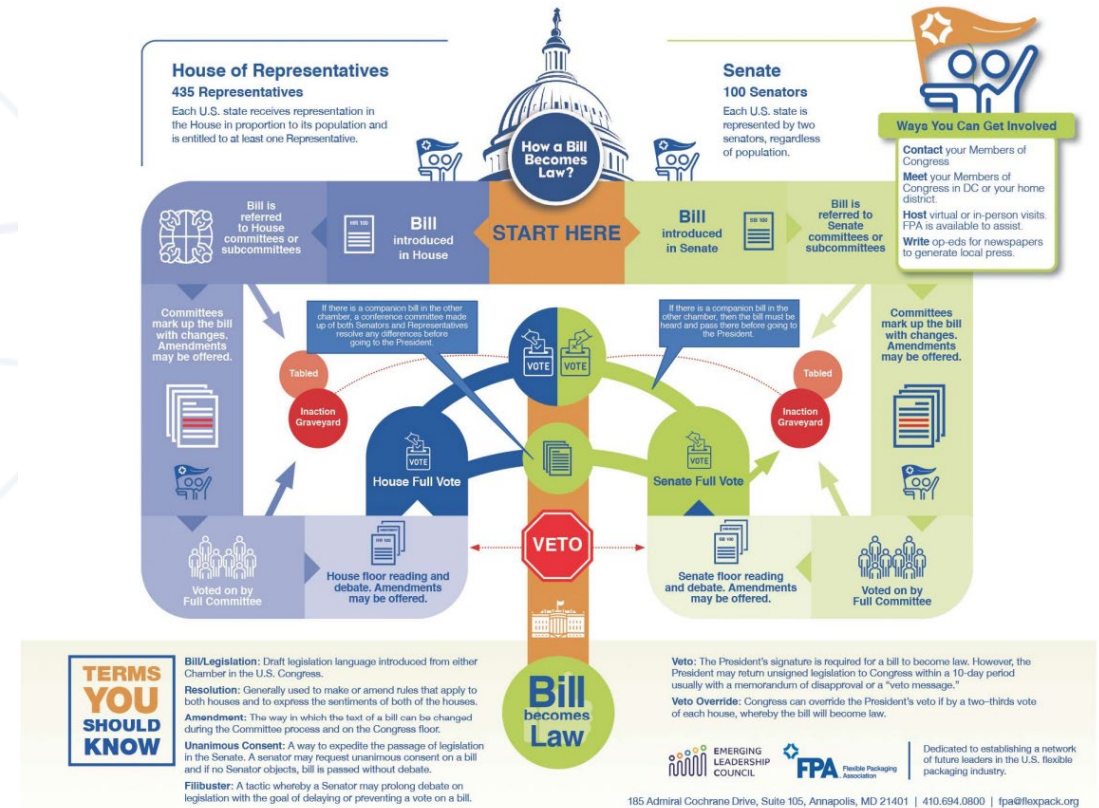 House of Representatives
435 Representatives
Each U.S. state receives representation in
the House in proportion to its population and
is entitled to at least one Representative.
How a Bill
Becomes
Law?
Senate
100 Senators
Each U.S. state is
represented by two
senators, regardless
of population.
Ways You Can Get Involved
Contact your Members of
Congress
Meet your Members of
Congress in DC or your home
district.
Host virtual or in-person visits.
FPA is available to assist.
Write op-eds for newspapers
to generate local press.
Bill is
referred
to House
committees or
subcommittees
HR 100
Bill
introduced
in House
START HERE
Bill
introduced
in Senate
SB 100
Bill is
referred to
Senate
committees or
subcommittees
Committees
mark up the bill
with changes.
Amendments
may be offered.
If there is a companion bill in the other
chamber, a conference committee made
up of both Senators and Representatives
resolve any differences before
going to the President.
If there is a companion bill in the
other chamber, then the bill must be
heard and pass there before going to
the President.
Committees
mark up the bill
with changes.
Amendments
may be offered.
VOTE
VOTE
Tabled
Inaction
Graveyard
Tabled
Inaction
Graveyard
VOTE
House Full Vote
VOTE
Senate Full Vote
Voted on by
Full Committee
HR 100
House floor reading and
debate. Amendments
may be offered.
VETO
SB 100
Senate floor reading
and debate. Amendments
may be offered.
Voted on by
Full Committee
Bill
becomes
Law
TERMS
YOU
SHOULD
KNOW
Bill/Legislation: Draft legislation language introduced from either
Chamber in the U.S. Congress.
Resolution: Generally used to make or amend rules that apply to
both houses and to express the sentiments of both of the houses.
Amendment: The way in which the text of a bill can be changed
during the Committee process and on the Congress floor.
Unanimous Consent: A way to expedite the passage of legislation
in the Senate. A senator may request unanimous consent on a bill
and if no Senator objects, bill is passed without debate.
Filibuster: A tactic whereby a Senator may prolong debate on
legislation with the goal of delaying or preventing a vote on a bill.
Veto: The President's signature is required for a bill to become law. However, the
President may return unsigned legislation to Congress within a 10-day period
usually with a memorandum of disapproval or a "veto message."
Veto Override: Congress can override the President's veto if by a two–thirds vote
of each house, whereby the bill will become law.
EMERGING
LEADERSHIP
COUNCIL
FPA Flexible Packaging
Association
Dedicated to establishing a network
of future leaders in the U.S. flexible
packaging industry.
185 Admiral Cochrane Drive, Suite 105, Annapolis, MD 21401 | 410.694.0800 | fpa@flexpack.org